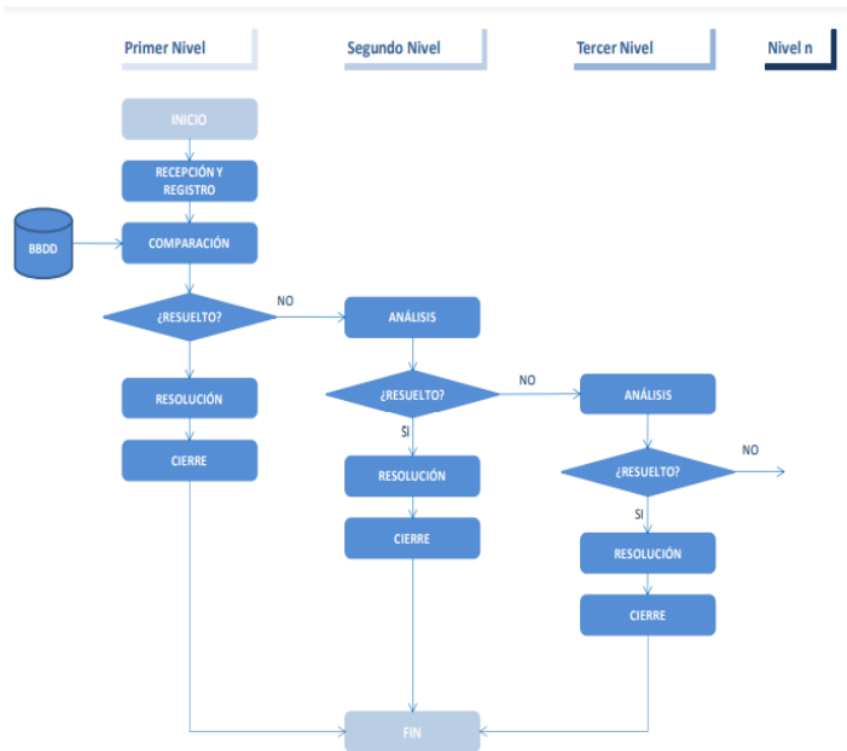 Primer Nivel
Segundo Nivel
Tercer Nivel
Nivel n
INICIO
RECEPCIÓN Y
REGISTRO
BBDD
COMPARACIÓN
¿RESUELTO?
NO
RESOLUCIÓN
CIERRE
ANÁLISIS
¿RESUELTO?
NO
SI
RESOLUCIÓN
CIERRE
ANÁLISIS
¿RESUELTO?
NO
SI
RESOLUCIÓN
CIERRE
FIN